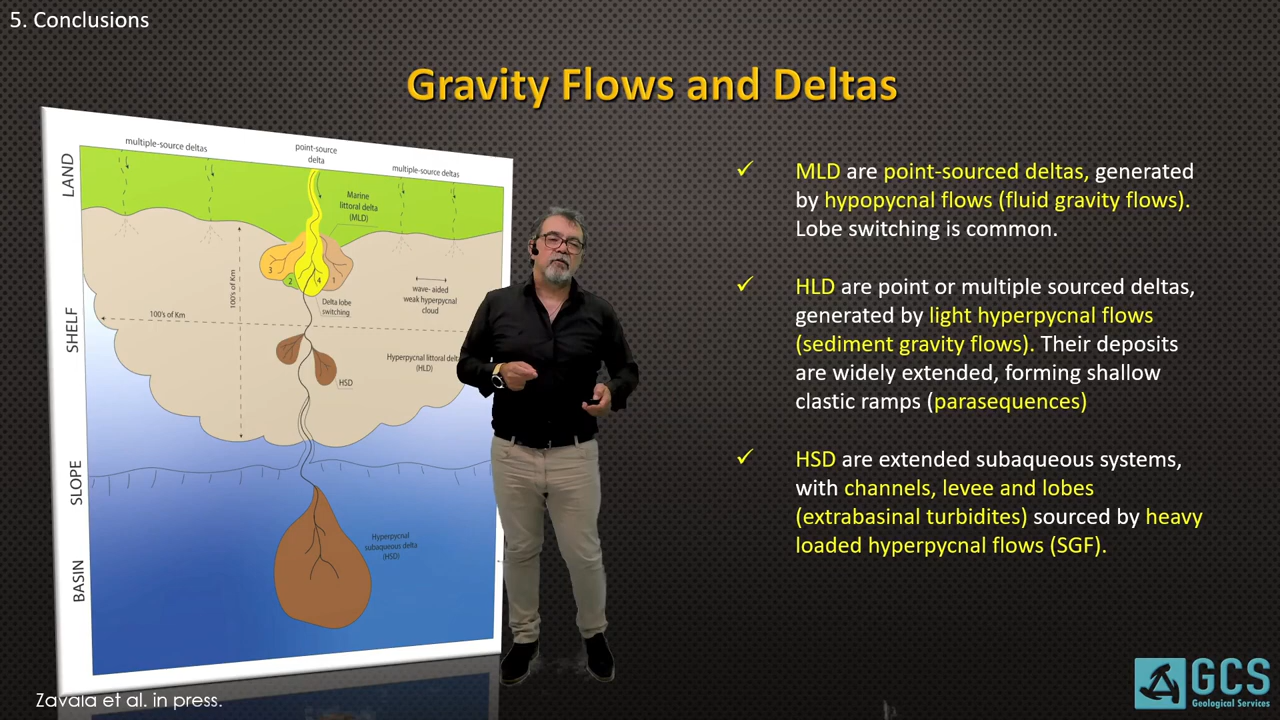 5. Conclusions
Gravity Flows and Deltas
multiple-source deltas
point-source
delta
multiple-source deltas
LAND
Marine
littoral delta
(MLD)
3
2
4
1
100's of Km
wave- aided
weak hyperpycnal
cloud
Delta lobe
switching
100's of Km
SHELF
Hyperpycnal littoral delt
(HLD)
HSD
SLOPE
Hyperpycnal
subaqueous delta
(HSD)
BASIN
Zavala et al. in press.
✓ MLD are point-sourced deltas, generated
by hypopycnal flows (fluid gravity flows).
Lobe switching is common.
✓ HLD are point or multiple sourced deltas,
generated by light hyperpycnal flows
(sediment gravity flows). Their deposits
are widely extended, forming shallow
clastic ramps (parasequences)
✓ HSD are extended subaqueous systems,
with channels, levee and lobes
(extrabasinal turbidites) sourced by heavy
loaded hyperpycnal flows (SGF).
GCS
Geological Services